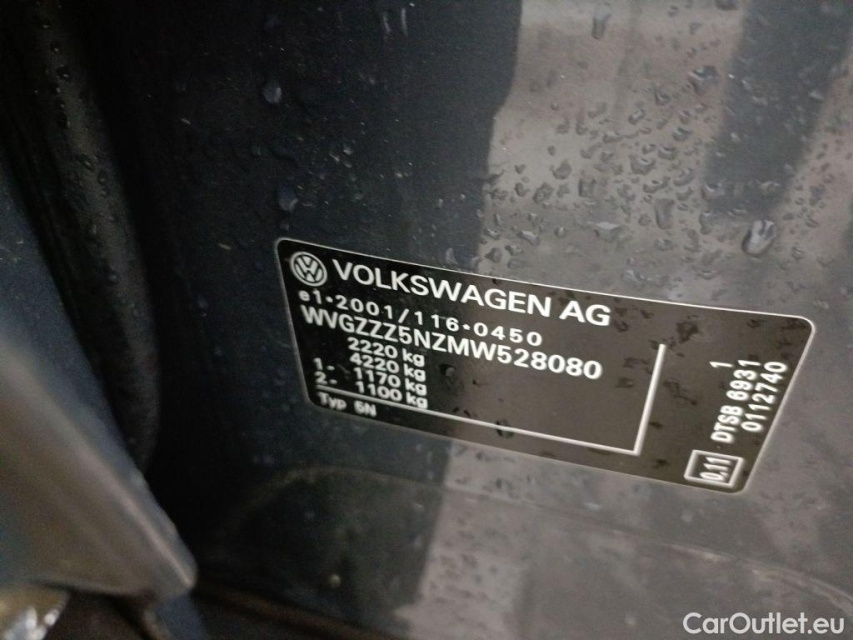 VOLKSWAGEN AG
e1*2001/116*0450
WVGZZZ5NZMW528080
2220 kg
4220 kg
1- 1170 kg
2- 1100 kg
Typ 5N
1
DTSB 6931
0112740
0.11
CarOutlet.eu